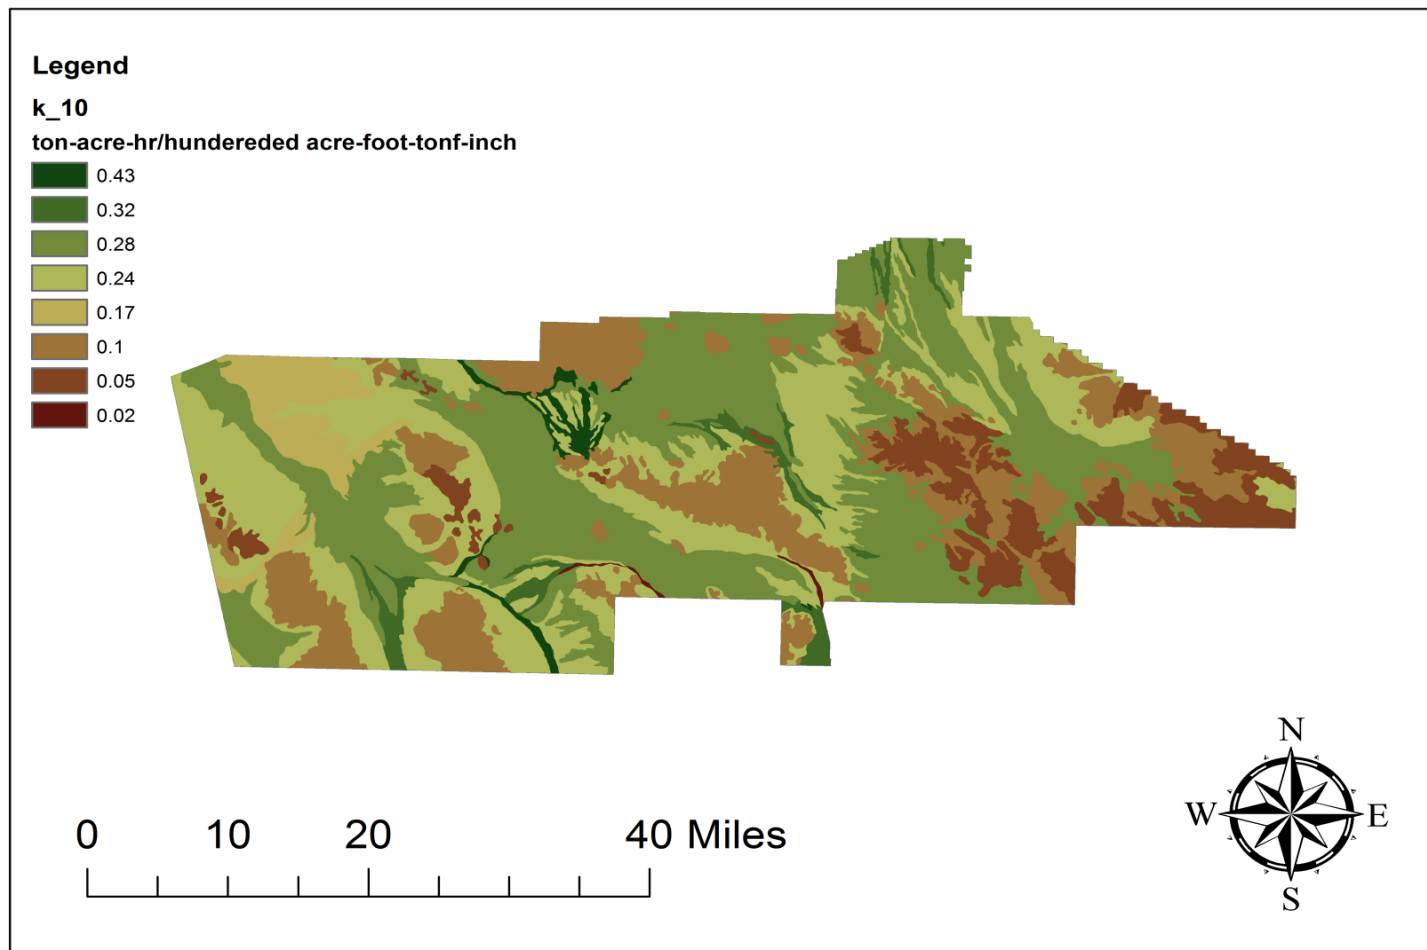 Legend
k_10
ton-acre-hr/hundereded acre-foot-tonf-inch
0.43
0.32
0.28
0.24
0.17
0.1
0.05
0.02
N
W E
S
0 10 20 40 Miles